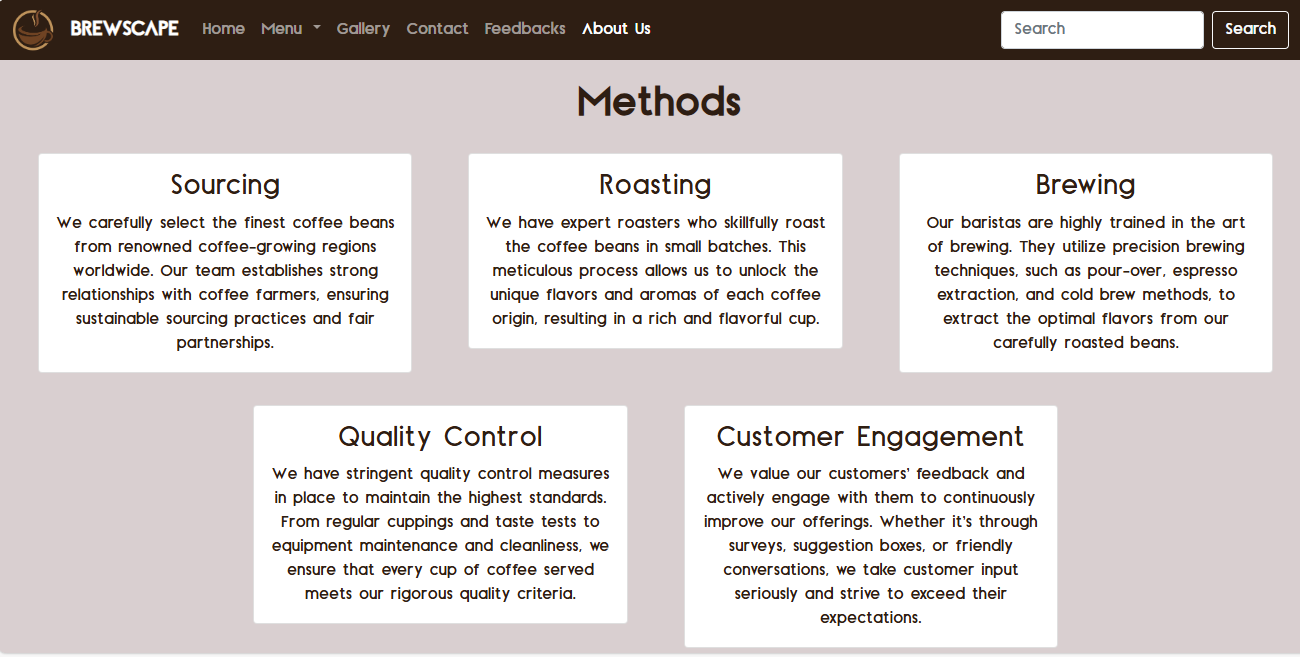 BREWSCAPE Home Menu Gallery Contact Feedbacks About Us Search Search
Methods
Sourcing
We carefully select the finest coffee beans
from renowned coffee-growing regions
worldwide. Our team establishes strong
relationships with coffee farmers, ensuring
sustainable sourcing practices and fair
partnerships.
Roasting
We have expert roasters who skillfully roast
the coffee beans in small batches. This
meticulous process allows us to unlock the
unique flavors and aromas of each coffee
origin, resulting in a rich and flavorful cup.
Brewing
Our baristas are highly trained in the art
of brewing. They utilize precision brewing
techniques, such as pour-over, espresso
extraction, and cold brew methods, to
extract the optimal flavors from our
carefully roasted beans.
Quality Control
We have stringent quality control measures
in place to maintain the highest standards.
From regular cuppings and taste tests to
equipment maintenance and cleanliness, we
ensure that every cup of coffee served
meets our rigorous quality criteria.
Customer Engagement
We value our customers' feedback and
actively engage with them to continuously
improve our offerings. Whether it's through
surveys, suggestion boxes, or friendly
conversations, we take customer input
seriously and strive to exceed their
expectations.